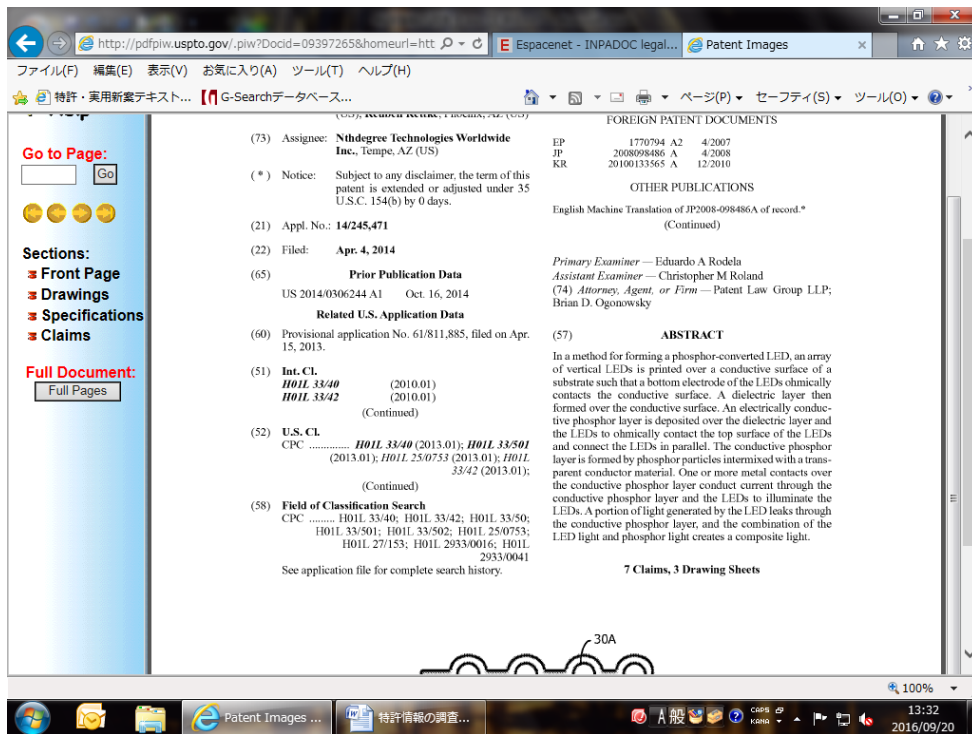 http://pdfpiw.uspto.gov/.piw?Docid=09397265&homeurl=htt
Espacenet - INPADOC legal...
Patent Images
ファイル(F) 編集(E) 表示(V) お気に入り(A) ツール(T) ヘルプ(H)
特許・実用新案テキスト...
G-Searchデータベース...
ページ(P) セーフティ(S) ツール(O)
Go to Page:
Go
Sections:
Front Page
Drawings
Specifications
Claims
Full Document:
Full Pages
(73) Assignee: Nthdegree Technologies Worldwide
Inc., Tempe, AZ (US)
( * ) Notice: Subject to any disclaimer, the term of this
patent is extended or adjusted under 35
U.S.C. 154(b) by 0 days.
(21) Appl. No.: 14/245,471
(22) Filed: Apr. 4, 2014
(65) Prior Publication Data
US 2014/0306244 A1 Oct. 16, 2014
Related U.S. Application Data
(60) Provisional application No. 61/811,885, filed on Apr.
15, 2013.
(51) Int. Cl.
H01L 33/40 (2010.01)
H01L 33/42 (2010.01)
(Continued)
(52) U.S. Cl.
CPC .............. H01L 33/40 (2013.01); H01L 33/501
(2013.01); H01L 25/0753 (2013.01); H01L
33/42 (2013.01);
(Continued)
(58) Field of Classification Search
CPC ......... H01L 33/40; H01L 33/42; H01L 33/50;
H01L 33/501; H01L 33/502; H01L 25/0753;
H01L 27/153; H01L 2933/0016; H01L
2933/0041
See application file for complete search history.
FOREIGN PATENT DOCUMENTS
EP 1770794 A2 4/2007
JP 2008098486 A 4/2008
KR 20100133565 A 12/2010
OTHER PUBLICATIONS
English Machine Translation of JP2008-098486A of record.*
(Continued)
Primary Examiner — Eduardo A Rodela
Assistant Examiner — Christopher M Roland
(74) Attorney, Agent, or Firm — Patent Law Group LLP;
Brian D. Ogonowsky
(57) ABSTRACT
In a method for forming a phosphor-converted LED, an array
of vertical LEDs is printed over a conductive surface of a
substrate such that a bottom electrode of the LEDs ohmically
contacts the conductive surface. A dielectric layer then
formed over the conductive surface. An electrically conduc-
tive phosphor layer is deposited over the dielectric layer and
the LEDs to ohmically contact the top surface of the LEDs
and connect the LEDs in parallel. The conductive phosphor
layer is formed by phosphor particles intermixed with a trans-
parent conductor material. One or more metal contacts over
the conductive phosphor layer conduct current through the
conductive phosphor layer and the LEDs to illuminate the
LEDs. A portion of light generated by the LED leaks through
the conductive phosphor layer, and the combination of the
LED light and phosphor light creates a composite light.
7 Claims, 3 Drawing Sheets
30A
100%
Patent Images ...
特許情報の調査...
A 般
CAPS
KANA
13:32
2016/09/20